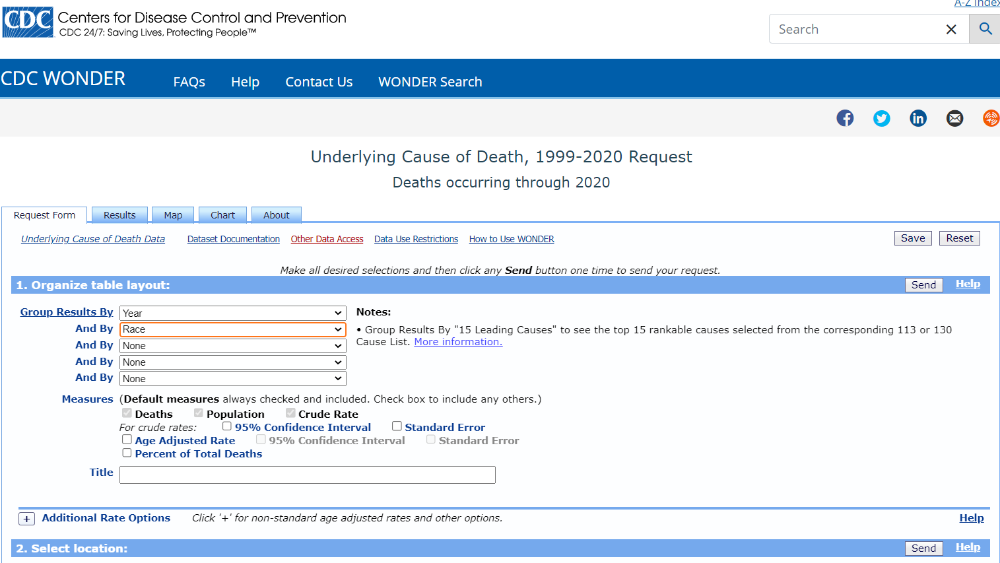 A-Z Index
CDC Centers for Disease Control and Prevention
CDC 24/7: Saving Lives, Protecting People™
Search
CDC WONDER FAQs Help Contact Us WONDER Search
Underlying Cause of Death, 1999-2020 Request
Deaths occurring through 2020
Request Form Results Map Chart About
Underlying Cause of Death Data Dataset Documentation Other Data Access Data Use Restrictions How to Use WONDER Save Reset
Make all desired selections and then click any Send button one time to send your request.
1. Organize table layout: Send Help
Group Results By Year Notes:
And By Race • Group Results By "15 Leading Causes" to see the top 15 rankable causes selected from the corresponding 113 or 130
And By None Cause List. More information.
And By None
And By None
Measures (Default measures always checked and included. Check box to include any others.)
Deaths Population Crude Rate
For crude rates: 95% Confidence Interval Standard Error
Age Adjusted Rate 95% Confidence Interval Standard Error
Percent of Total Deaths
Title
+ Additional Rate Options Click '+' for non-standard age adjusted rates and other options. Help
2. Select location: Send Help